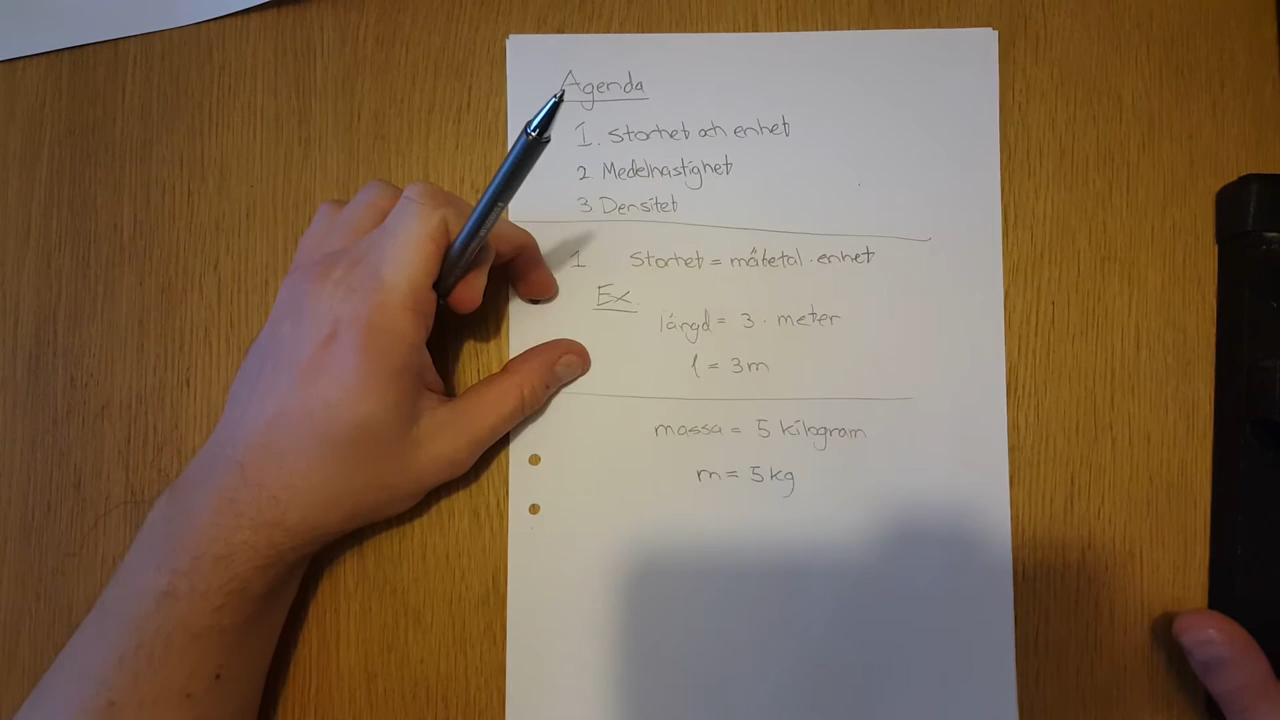 Agenda
1. Storhet och enhet
2 Medelhastighet
3 Densitet
1 Storhet = mätetal · enhet
Ex.
längd = 3 · meter
l = 3m
massa = 5 kilogram
m = 5 kg